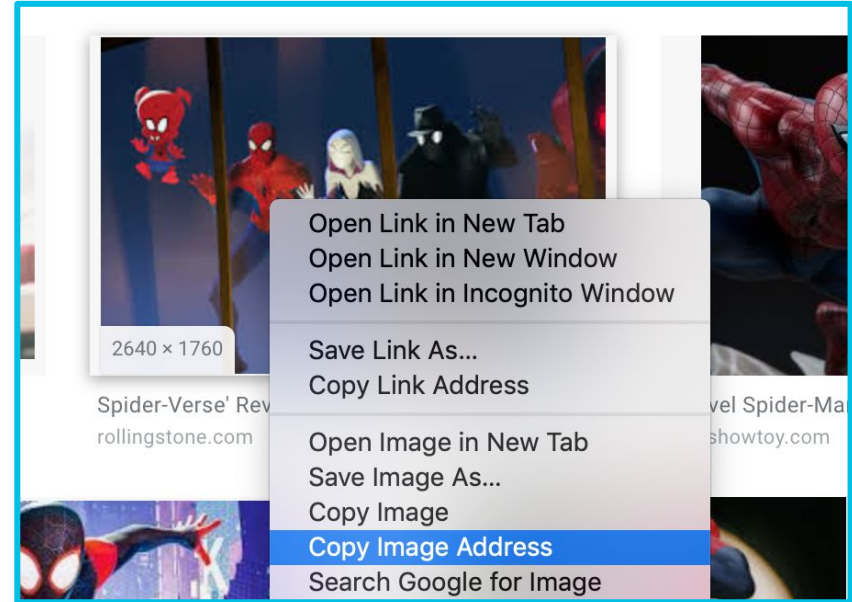 Open Link in New Tab
Open Link in New Window
Open Link in Incognito Window
2640 × 1760
Save Link As...
Copy Link Address
Spider-Verse' Rev
vel Spider-Mar
rollingstone.com
showtoy.com
Open Image in New Tab
Save Image As...
Copy Image
Copy Image Address
Search Google for Image